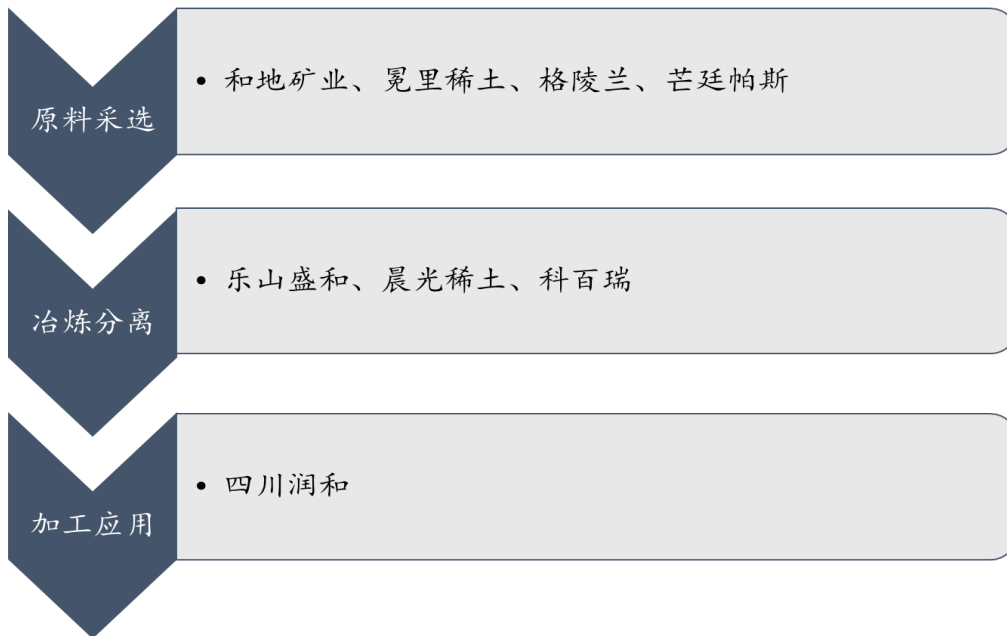 原料采选
• 和地矿业、冕里稀土、格陵兰、芒廷帕斯
冶炼分离
• 乐山盛和、晨光稀土、科百瑞
加工应用
• 四川润和